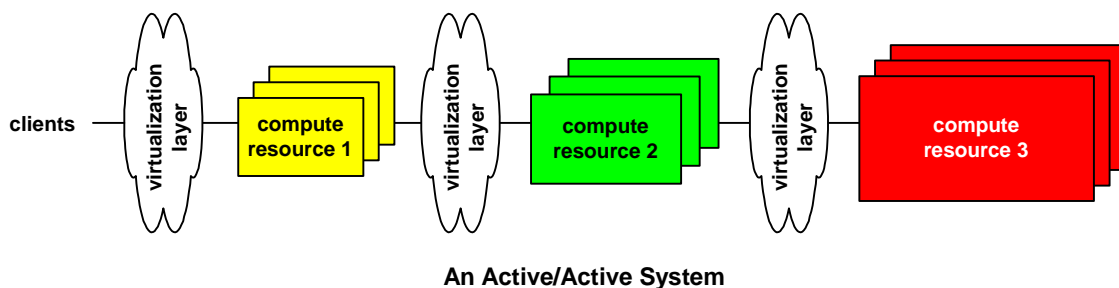 clients
virtualization
layer
compute
resource 1
virtualization
layer
compute
resource 2
virtualization
layer
compute
resource 3
An Active/Active System